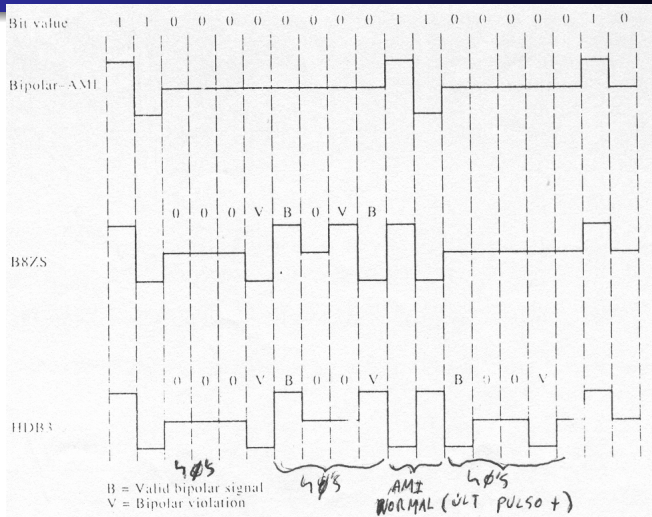 Bit value 1 1 0 0 0 0 0 0 0 0 1 1 0 0 0 0 0 1 0
Bipolar-AMI
0 0 0 V B 0 V B
B8ZS
0 0 0 V B 0 0 V B 0 0 V
HDB3
4 0'S 4 0'S AMI 4 0'S
NORMAL (ÚLT PULSO +)
B = Valid bipolar signal
V = Bipolar violation